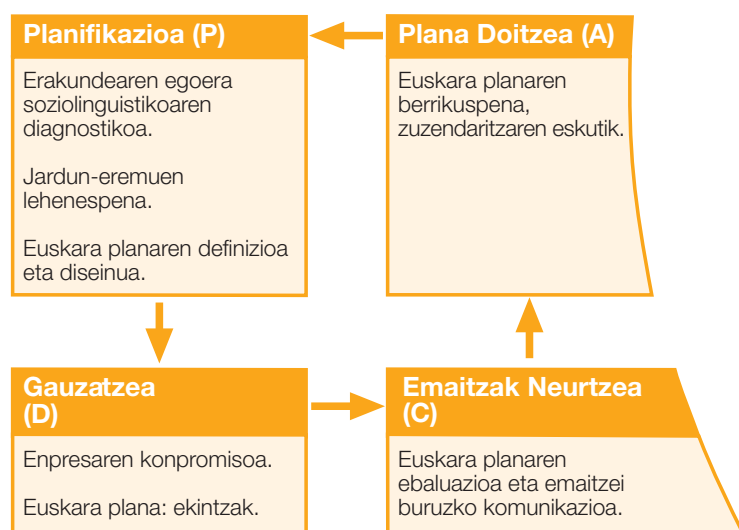 Planifikazioa (P)
Erakundearen egoera
soziolinguistikoaren
diagnostikoa.
Jardun-eremuen
lehenespena.
Euskara planaren definizioa
eta diseinua.
Plana Doitzea (A)
Euskara planaren
berrikuspena,
zuzendaritzaren eskutik.
Gauzatzea
(D)
Enpresaren konpromisoa.
Euskara plana: ekintzak.
Emaitzak Neurtzea
(C)
Euskara planaren
ebaluazioa eta emaitzei
buruzko komunikazioa.